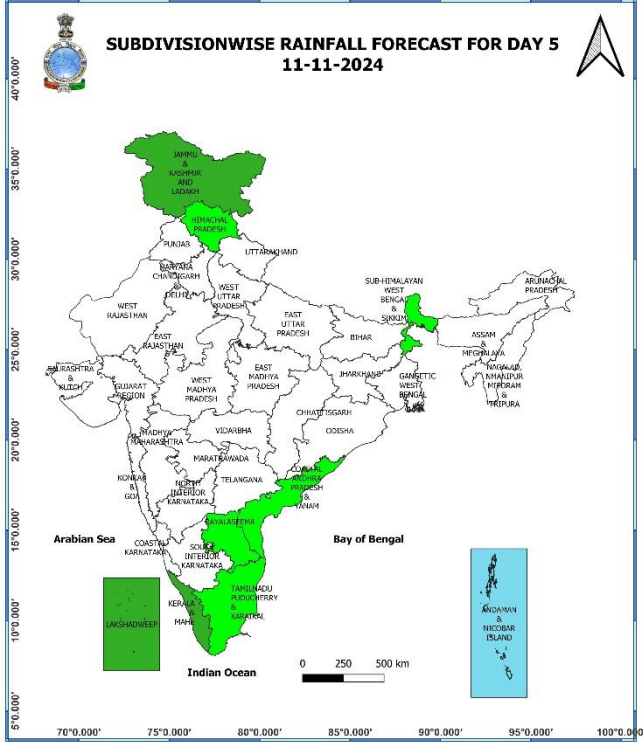 SUBDIVISIONWISE RAINFALL FORECAST FOR DAY 5
11-11-2024
40°0.000'
35°0.000'
30°0.000'
25°0.000'
20°0.000'
15°0.000'
10°0.000'
5°0.000'
JAMMU
&
KASHMIR
AND
LADAKH
HIMACHAL
PRADESH
PUNJAB
UTTARAKHAND
HARYANA
CHANDIGARH
&
DELHI
WEST
UTTAR
PRADESH
SUB-HIMALAYAN
WEST
BENGAL
&
SIKKIM
ARUNACHAL
PRADESH
WEST
RAJASTHAN
EAST
RAJASTHAN
EAST
UTTAR
PRADESH
BIHAR
ASSAM
&
MEGHALAYA
SAURASHTRA
&
KUTCH
GUJARAT
REGION
WEST
MADHYA
PRADESH
EAST
MADHYA
PRADESH
JHARKHAND
GANGETIC
WEST
BENGAL
NAGALAD
NMANIPUR
MIZORAM
&
TRIPURA
CHHATTISGARH
ODISHA
MADHYA
MAHARASHTRA
VIDARBHA
MARATHWADA
TELANGANA
COASTAL
ANDHRA
PRADESH
&
YANAM
KONKAN
&
GOA
NORTH
INTERIOR
KARNATAKA
RAYALASEEMA
Arabian Sea
COASTAL
KARNATAKA
SOUTH
INTERIOR
KARNATAKA
Bay of Bengal
LAKSHADWEEP
KERALA
&
MAHE
TAMILNADU
PUDUCHERRY
&
KARAIKAL
ANDAMAN
&
NICOBAR
ISLAND
Indian Ocean
0 250 500 km
70°0.000' 75°0.000' 80°0.000' 85°0.000' 90°0.000' 95°0.000' 100°0.000'